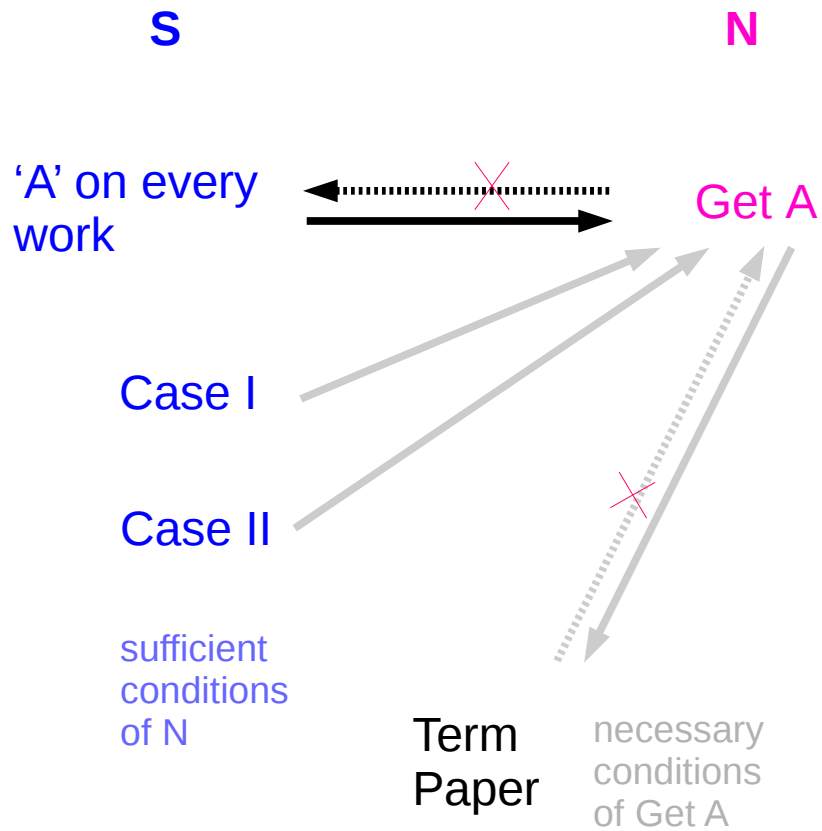 S
N
‘A’ on every
work
Get A
Case I
Case II
sufficient
conditions
of N
Term
Paper
necessary
conditions
of Get A